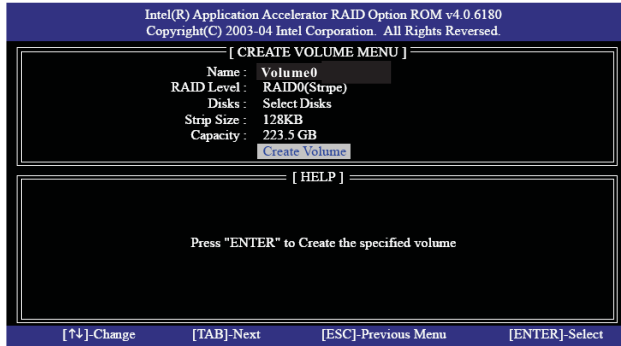 Intel(R) Application Accelerator RAID Option ROM v4.0.6180
Copyright(C) 2003-04 Intel Corporation. All Rights Reversed.
[ CREATE VOLUME MENU ]
Name : Volume0
RAID Level : RAID0(Stripe)
Disks : Select Disks
Strip Size : 128KB
Capacity : 223.5 GB
Create Volume
[ HELP ]
Press "ENTER" to Create the specified volume
[↑↓]-Change [TAB]-Next [ESC]-Previous Menu [ENTER]-Select